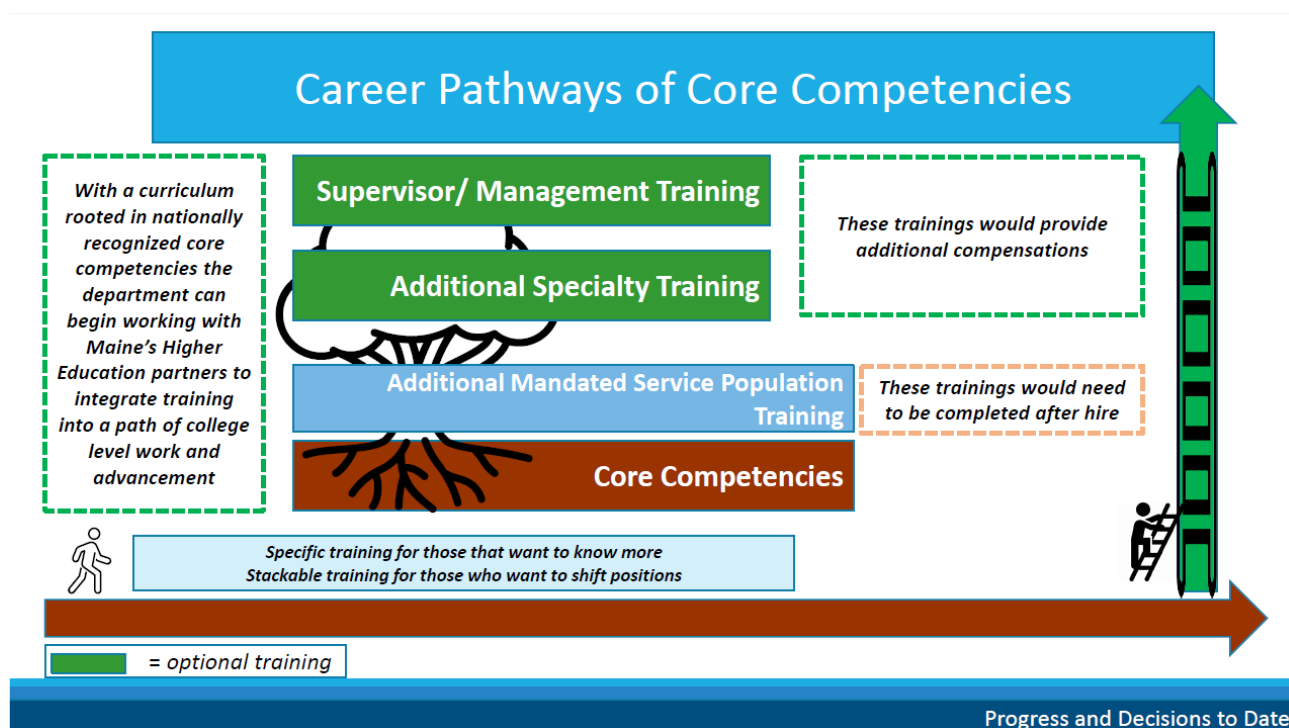 Career Pathways of Core Competencies
With a curriculum
rooted in nationally
recognized core
competencies the
department can
begin working with
Maine's Higher
Education partners to
integrate training
into a path of college
level work and
advancement
Supervisor/ Management Training
Additional Specialty Training
These trainings would provide
additional compensations
Additional Mandated Service Population
Training
These trainings would need
to be completed after hire
Core Competencies
Specific training for those that want to know more
Stackable training for those who want to shift positions
= optional training
Progress and Decisions to Date